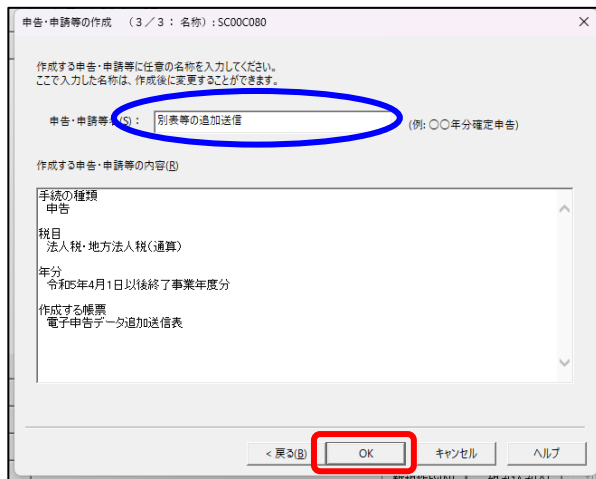 申告・申請等の作成 （３／３：名称）：SC00C080
作成する申告・申請等に任意の名称を入力してください。
ここで入力した名称は、作成後に変更することができます。
申告・申請等名(S)： 別表等の追加送信 (例：〇〇年分確定申告)
作成する申告・申請等の内容(R)
手続の種類
申告
税目
法人税・地方法人税（通算）
年分
令和5年4月1日以後終了事業年度分
作成する帳票
電子申告データ追加送信表
< 戻る(B) OK キャンセル ヘルプ